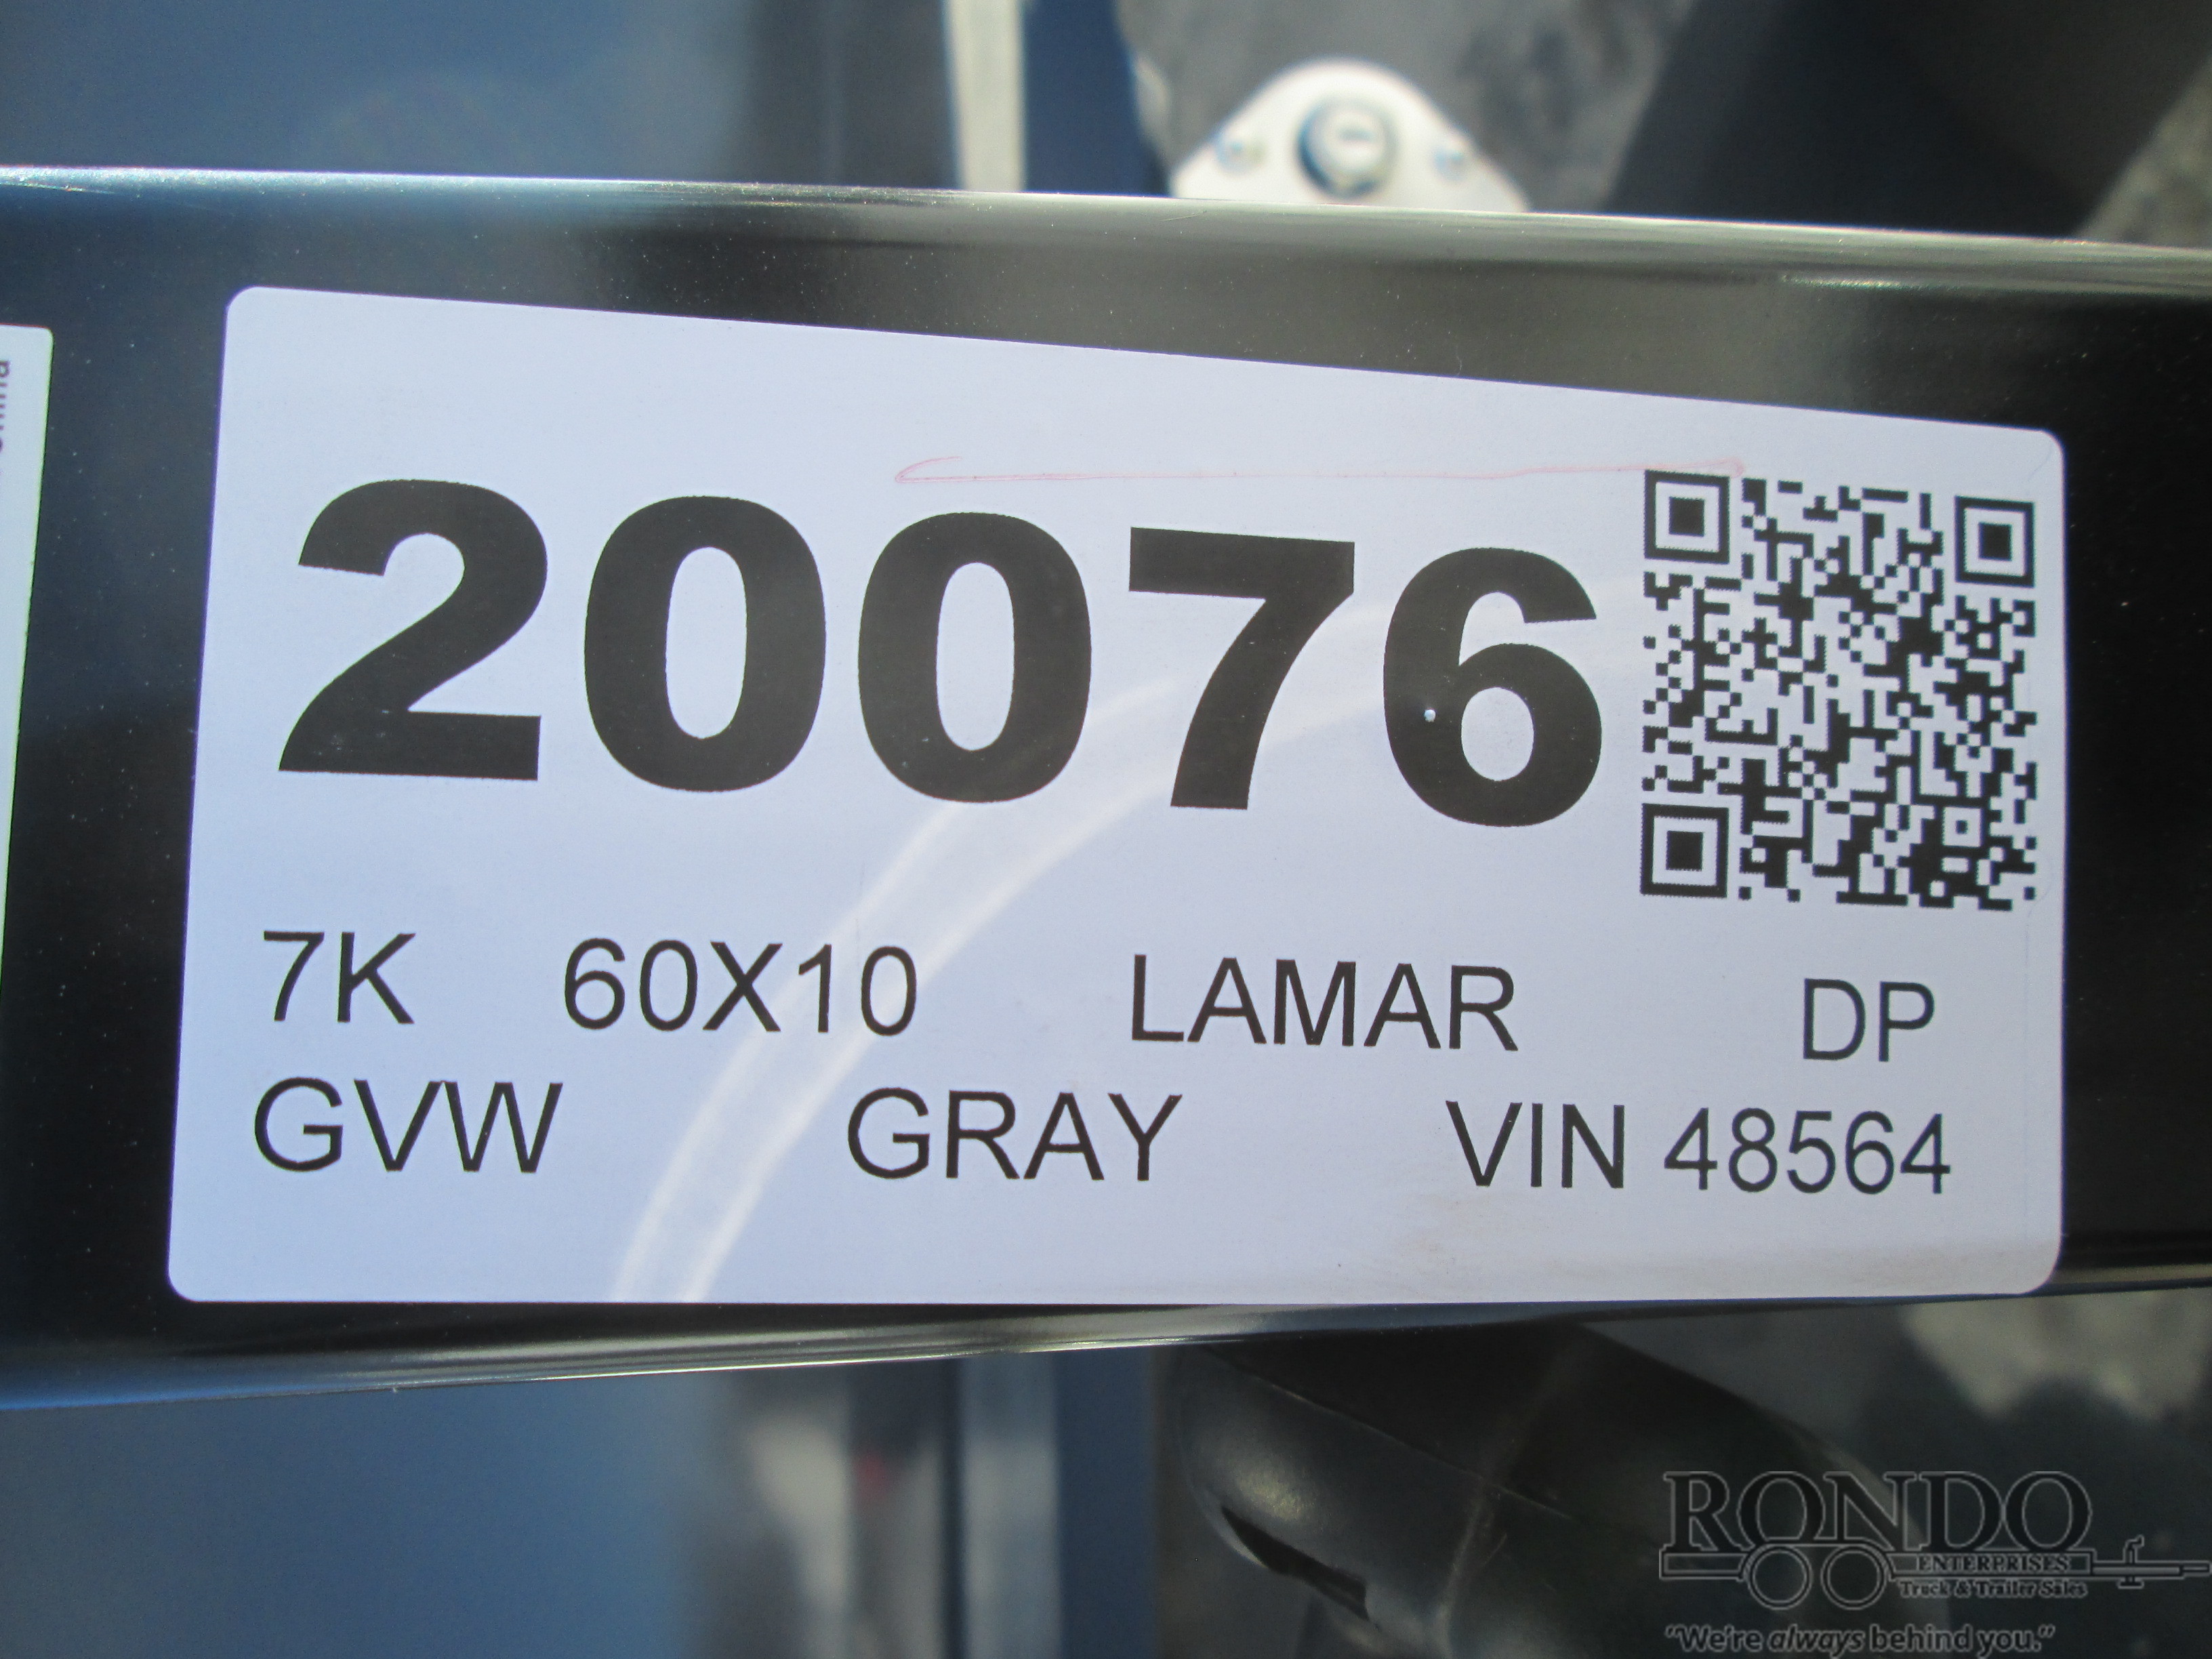 20076
7K 60X10 LAMAR DP
GVW GRAY VIN 48564
RONDO
ENTERPRISES
Truck & Trailer Sales
"We're always behind you."